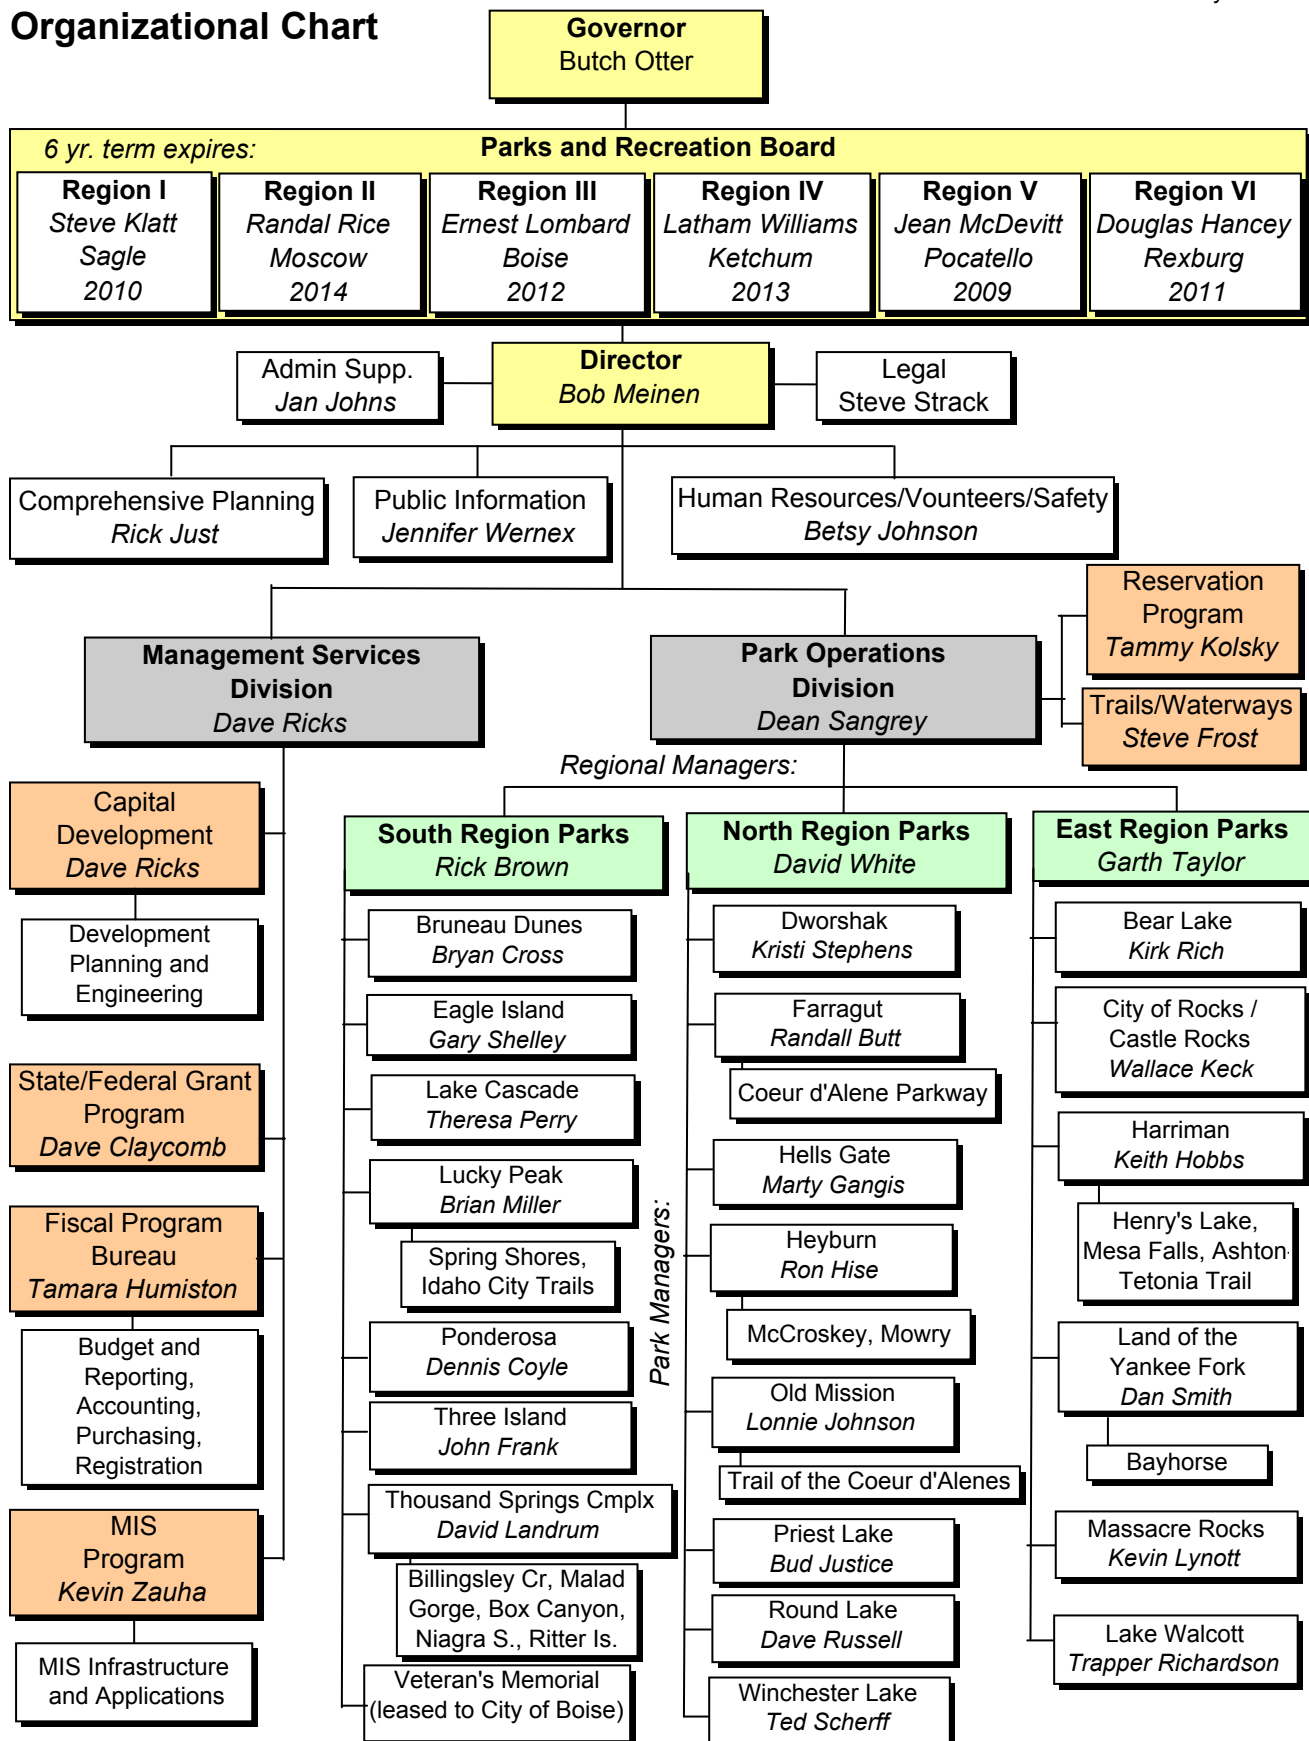 Organizational Chart
Governor
Butch Otter
6 yr. term expires:
Parks and Recreation Board
Region I
Steve Klatt
Sagle
2010
Region II
Randal Rice
Moscow
2014
Region III
Ernest Lombard
Boise
2012
Region IV
Latham Williams
Ketchum
2013
Region V
Jean McDevitt
Pocatello
2009
Region VI
Douglas Hancey
Rexburg
2011
Admin Supp.
Jan Johns
Director
Bob Meinen
Legal
Steve Strack
Comprehensive Planning
Rick Just
Public Information
Jennifer Wernex
Human Resources/Vounteers/Safety
Betsy Johnson
Reservation
Program
Tammy Kolsky
Trails/Waterways
Steve Frost
Management Services
Division
Dave Ricks
Park Operations
Division
Dean Sangrey
Regional Managers:
Capital
Development
Dave Ricks
Development
Planning and
Engineering
State/Federal Grant
Program
Dave Claycomb
Fiscal Program
Bureau
Tamara Humiston
Budget and
Reporting,
Accounting,
Purchasing,
Registration
MIS
Program
Kevin Zauha
MIS Infrastructure
and Applications
South Region Parks
Rick Brown
Bruneau Dunes
Bryan Cross
Eagle Island
Gary Shelley
Lake Cascade
Theresa Perry
Lucky Peak
Brian Miller
Spring Shores,
Idaho City Trails
Ponderosa
Dennis Coyle
Three Island
John Frank
Thousand Springs Cmplx
David Landrum
Billingsley Cr, Malad
Gorge, Box Canyon,
Niagra S., Ritter Is.
Veteran's Memorial
(leased to City of Boise)
Park Managers:
North Region Parks
David White
Dworshak
Kristi Stephens
Farragut
Randall Butt
Coeur d'Alene Parkway
Hells Gate
Marty Gangis
Heyburn
Ron Hise
McCroskey, Mowry
Old Mission
Lonnie Johnson
Trail of the Coeur d'Alenes
Priest Lake
Bud Justice
Round Lake
Dave Russell
Winchester Lake
Ted Scherff
East Region Parks
Garth Taylor
Bear Lake
Kirk Rich
City of Rocks /
Castle Rocks
Wallace Keck
Harriman
Keith Hobbs
Henry's Lake,
Mesa Falls, Ashton-
Tetonia Trail
Land of the
Yankee Fork
Dan Smith
Bayhorse
Massacre Rocks
Kevin Lynott
Lake Walcott
Trapper Richardson